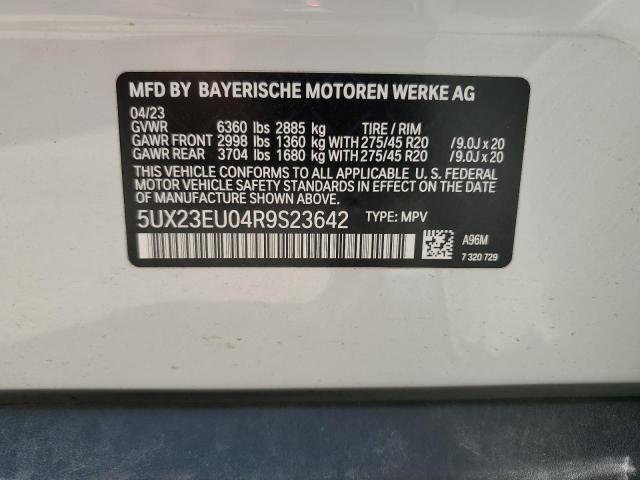 MFD BY BAYERISCHE MOTOREN WERKE AG
04/23
GVWR 6360 lbs 2885 kg TIRE / RIM
GAWR FRONT 2998 lbs 1360 kg WITH 275/45 R20 /9.0J x 20
GAWR REAR 3704 lbs 1680 kg WITH 275/45 R20 /9.0J x 20
THIS VEHICLE CONFORMS TO ALL APPLICABLE U. S. FEDERAL
MOTOR VEHICLE SAFETY STANDARDS IN EFFECT ON THE DATE
OF MANUFACTURE SHOWN ABOVE.
5UX23EU04R9S23642 TYPE: MPV
A96M
7 320 729